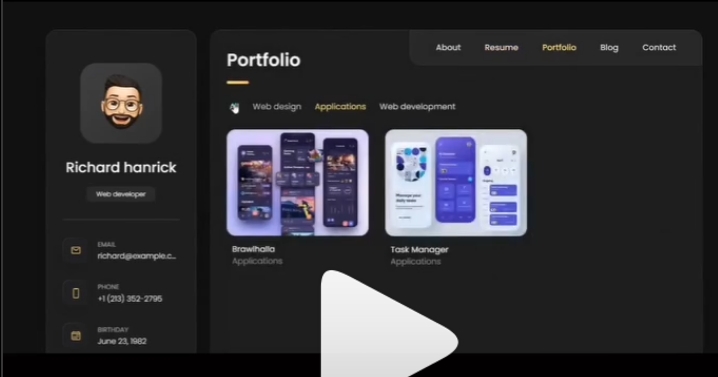 Richard hanrick
Web developer
EMAIL
richard@example.c...
PHONE
+1 (213) 352-2795
BIRTHDAY
June 23, 1982
About Resume Portfolio Blog Contact
Portfolio
Web design Applications Web development
Brawlhalla
Applications
Task Manager
Applications